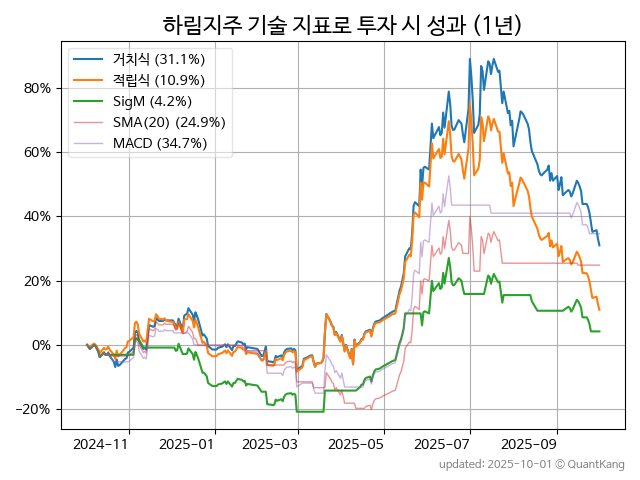 하림지주 기술 지표로 투자 시 성과 (1년)
거치식 (31.1%)
적립식 (10.9%)
SigM (4.2%)
SMA(20) (24.9%)
MACD (34.7%)
80%
60%
40%
20%
0%
−20%
2024-11 2025-01 2025-03 2025-05 2025-07 2025-09
updated: 2025-10-01 © QuantKang